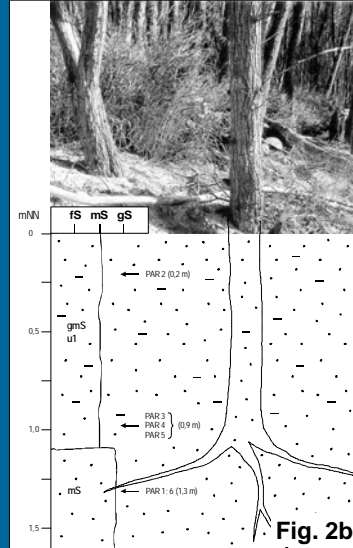 mNN
fS mS gS
0
PAR 2 (0,2 m)
gmS
u1
0,5
PAR 3
PAR 4 (0,9 m)
PAR 5
1,0
mS
PAR 1; 6 (1,3 m)
1,5
Fig. 2b